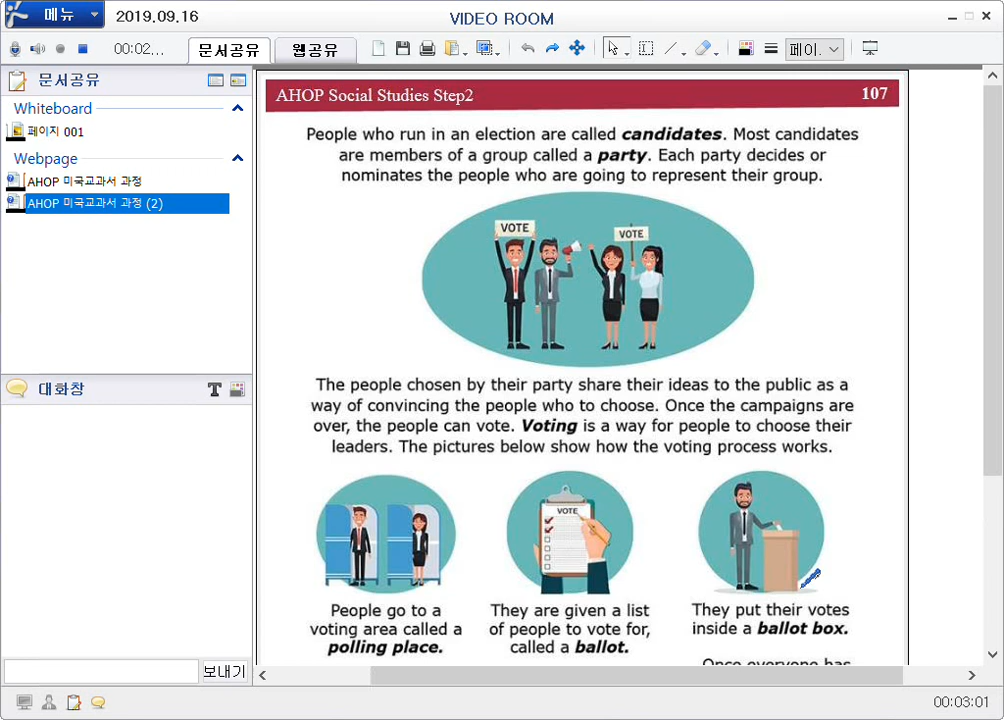 메뉴
2019.09.16
VIDEO ROOM
00:02...
문서공유
웹공유
페이.
문서공유
Whiteboard
페이지 001
Webpage
AHOP 미국교과서 과정
AHOP 미국교과서 과정 (2)
대화창
T
보내기
AHOP Social Studies Step2
107
People who run in an election are called candidates. Most candidates
are members of a group called a party. Each party decides or
nominates the people who are going to represent their group.
VOTE
VOTE
The people chosen by their party share their ideas to the public as a
way of convincing the people who to choose. Once the campaigns are
over, the people can vote. Voting is a way for people to choose their
leaders. The pictures below show how the voting process works.
VOTE
People go to a
voting area called a
polling place.
They are given a list
of people to vote for,
called a ballot.
They put their votes
inside a ballot box.
Once everyone has
00:03:01